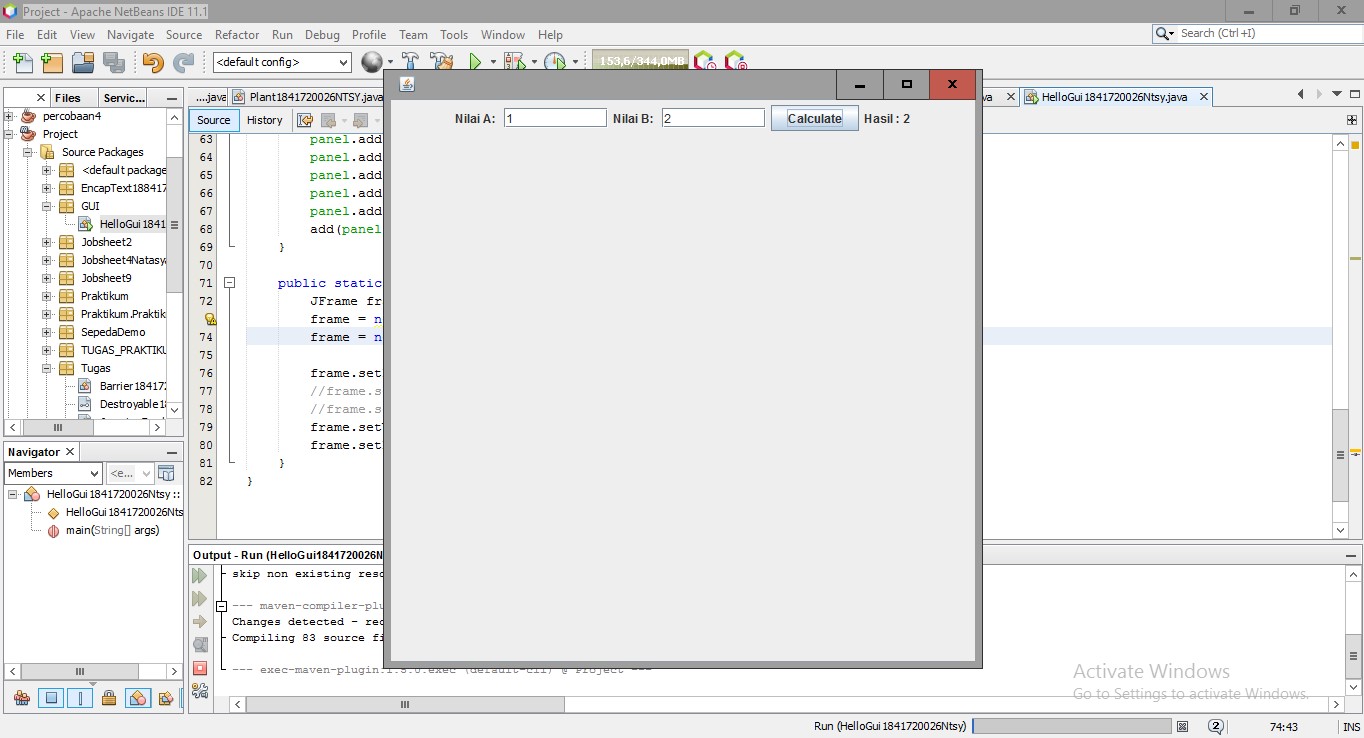 Project - Apache NetBeans IDE 11.1
File Edit View Navigate Source Refactor Run Debug Profile Team Tools Window Help
Search (Ctrl+I)
<default config>
153,6/344,0MB
Files Servic...
....java Plant1841720026NTSY.java
va HelloGui1841720026Ntsy.java
Source History
percobaan4
Project
Source Packages
<default package
EncapText188417
GUI
HelloGui1841
Jobsheet2
Jobsheet4Natasya
Jobsheet9
Praktikum
Praktikum.Praktik
SepedaDemo
TUGAS_PRAKTIKU
Tugas
Barrier18417
Destroyable18
63 panel.add
64 panel.add
65 panel.add
66 panel.add
67 panel.add
68 add(panel
69 }
70
71 public static
72 JFrame fr
frame = n
74 frame = n
75
76 frame.set
77 //frame.s
78 //frame.s
79 frame.set
80 frame.set
81 }
82 }
Nilai A: 1 Nilai B: 2 Calculate Hasil : 2
Navigator
Members <e...
HelloGui1841720026Ntsy ::
HelloGui1841720026Nts
main(String[] args)
Output - Run (HelloGui1841720026N
skip non existing reso
--- maven-compiler-plu
Changes detected - rec
Compiling 83 source fi
--- exec-maven-plugin:1.5.0:exec (default-cli) @ Project ---
Activate Windows
Go to Settings to activate Windows.
Run (HelloGui1841720026Ntsy) 2 74:43 INS